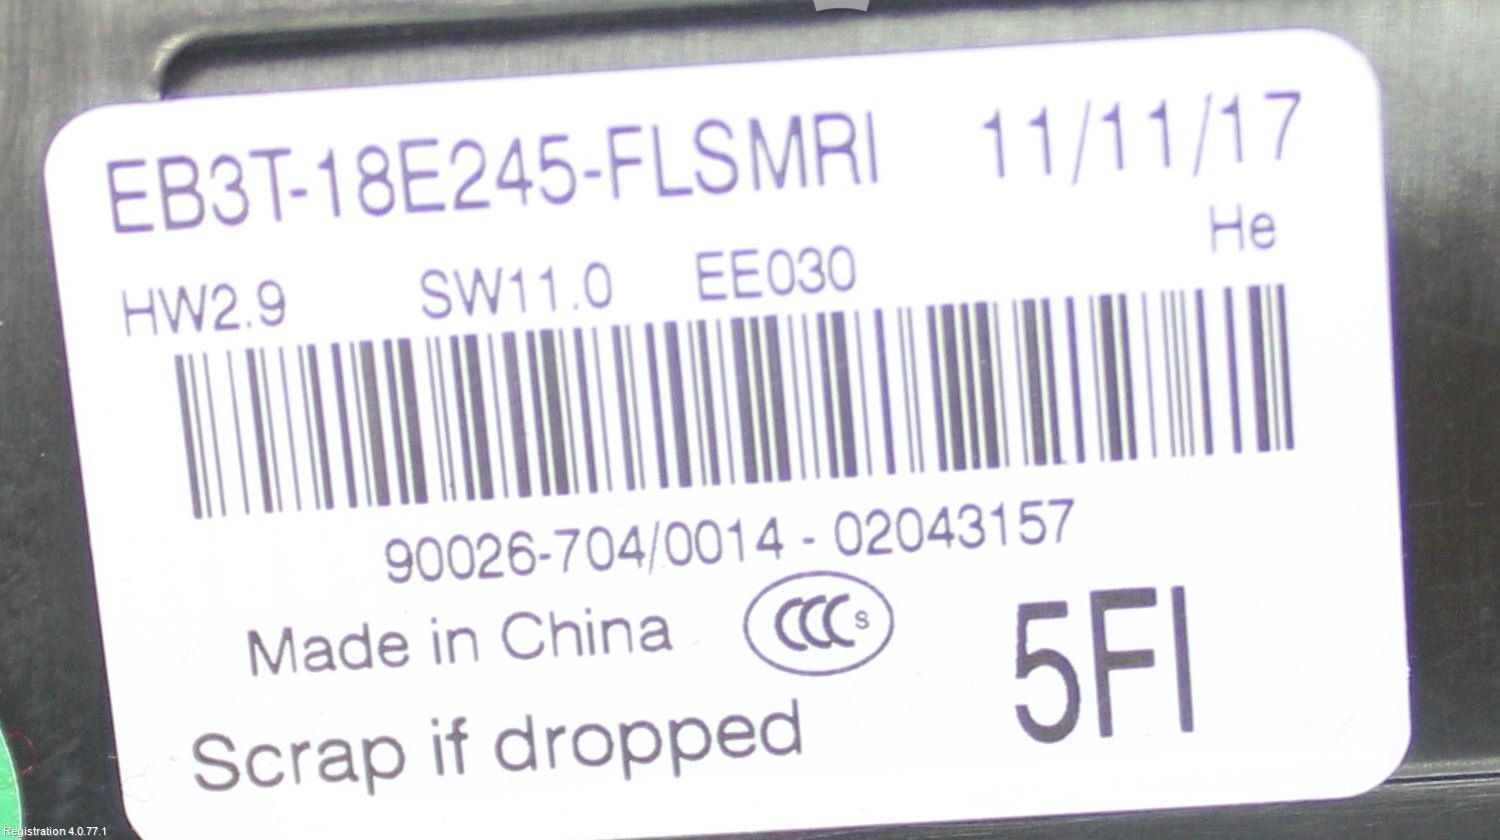 EB3T-18E245-FLSMRI 11/11/17
He
HW2.9 SW11.0 EE030
90026-704/0014 - 02043157
Made in China CCC S 5FI
Scrap if dropped
Registration 4.0.77.1